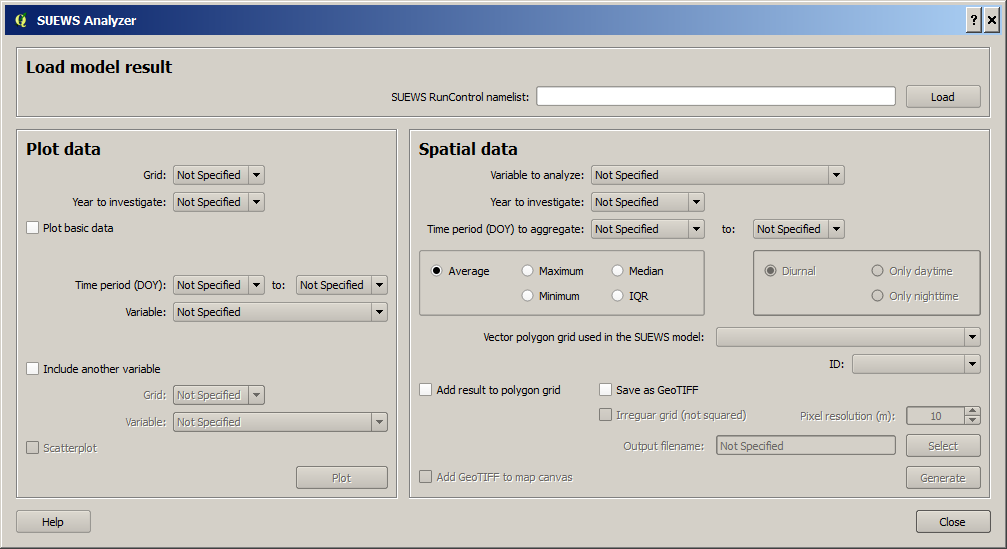 SUEWS Analyzer
Load model result
SUEWS RunControl namelist: Load
Plot data
Grid: Not Specified
Year to investigate: Not Specified
Plot basic data
Time period (DOY): Not Specified to: Not Specified
Variable: Not Specified
Include another variable
Grid: Not Specified
Variable: Not Specified
Scatterplot
Plot
Spatial data
Variable to analyze: Not Specified
Year to investigate: Not Specified
Time period (DOY) to aggregate: Not Specified to: Not Specified
Average Maximum Median
Minimum IQR
Diurnal Only daytime
Only nighttime
Vector polygon grid used in the SUEWS model:
ID:
Add result to polygon grid Save as GeoTIFF
Irreguar grid (not squared) Pixel resolution (m): 10
Output filename: Not Specified Select
Add GeoTIFF to map canvas Generate
Help Close